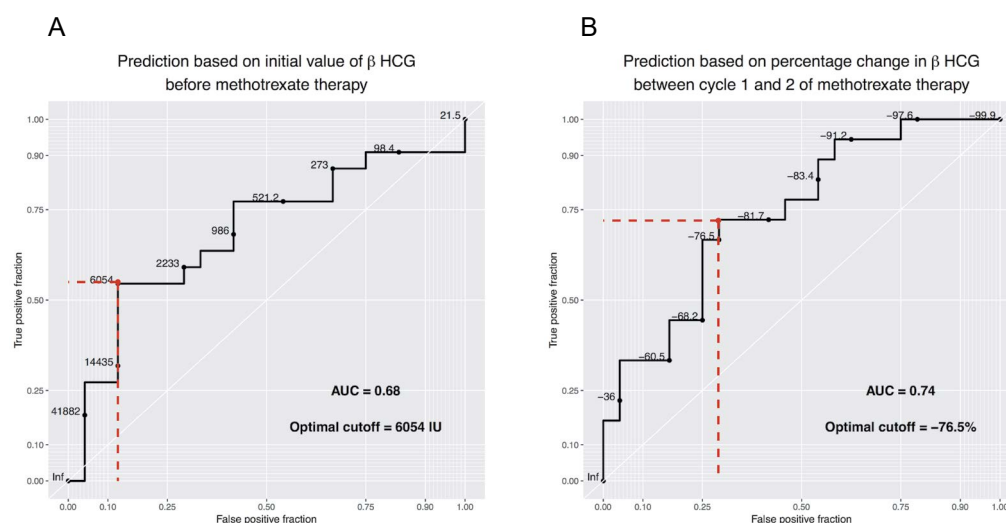 A
Prediction based on initial value of β HCG
before methotrexate therapy
1.00
0.90
0.75
0.50
0.25
0.10
0.00
True positive fraction
21.5
98.4
273
521.2
986
2233
6054
14435
41882
Inf
AUC = 0.68
Optimal cutoff = 6054 IU
0.00 0.10 0.25 0.50 0.75 0.90 1.00
False positive fraction
B
Prediction based on percentage change in β HCG
between cycle 1 and 2 of methotrexate therapy
1.00
0.90
0.75
0.50
0.25
0.10
0.00
True positive fraction
−99.9
−97.6
−91.2
−83.4
−81.7
−76.5
−68.2
−60.5
−36
Inf
AUC = 0.74
Optimal cutoff = −76.5%
0.00 0.10 0.25 0.50 0.75 0.90 1.00
False positive fraction